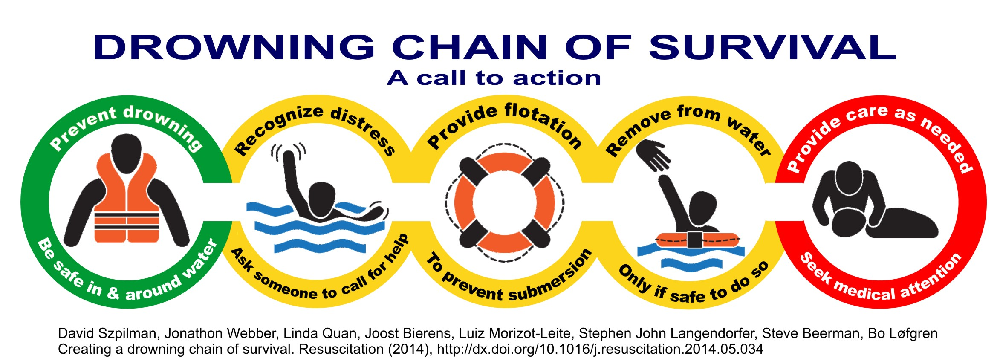 DROWNING CHAIN OF SURVIVAL
A call to action
Prevent drowning
Be safe in & around water
Recognize distress
Ask someone to call for help
Provide flotation
To prevent submersion
Remove from water
Only if safe to do so
Provide care as needed
Seek medical attention
David Szpilman, Jonathon Webber, Linda Quan, Joost Bierens, Luiz Morizot-Leite, Stephen John Langendorfer, Steve Beerman, Bo Løfgren
Creating a drowning chain of survival. Resuscitation (2014), http://dx.doi.org/10.1016/j.resuscitation.2014.05.034